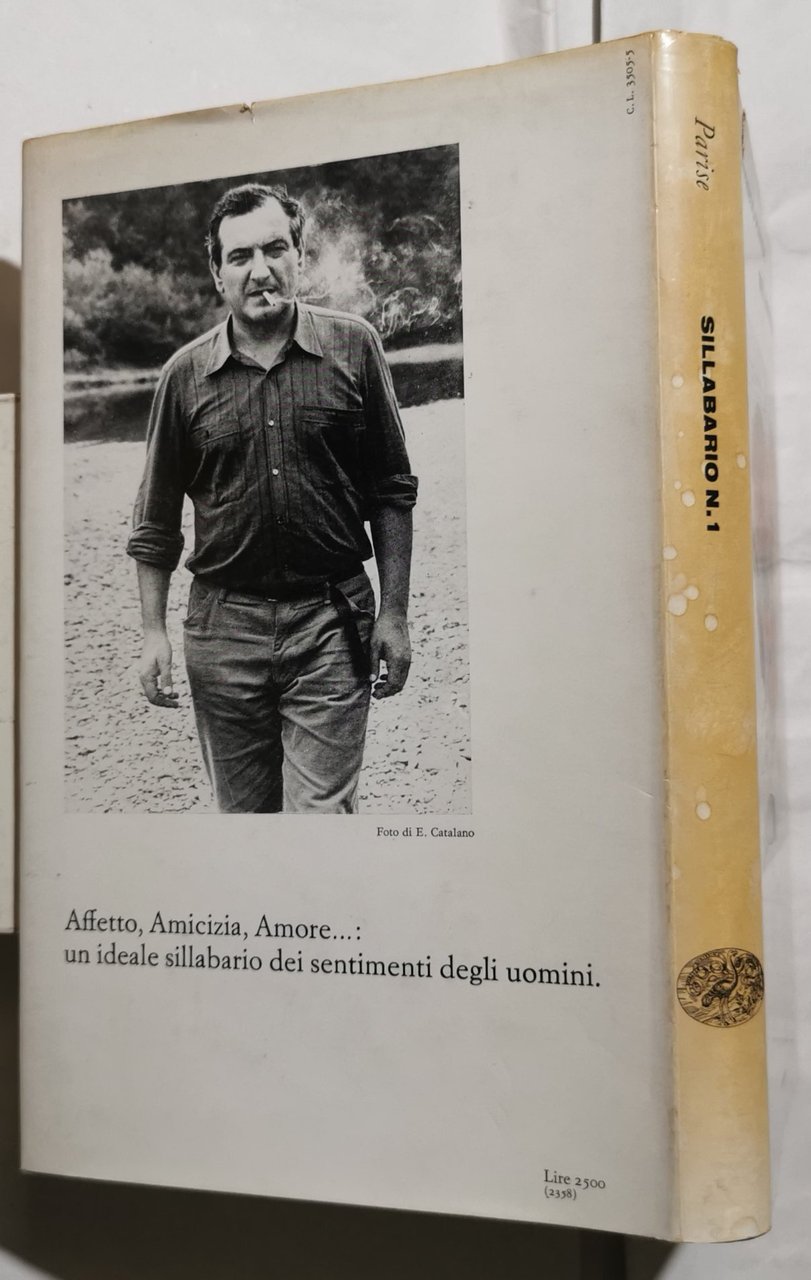 C. L. 3505-5
Parise
SILLABARIO N. 1
Foto di E. Catalano
Affetto, Amicizia, Amore...:
un ideale sillabario dei sentimenti degli uomini.
Lire 2500
(2358)